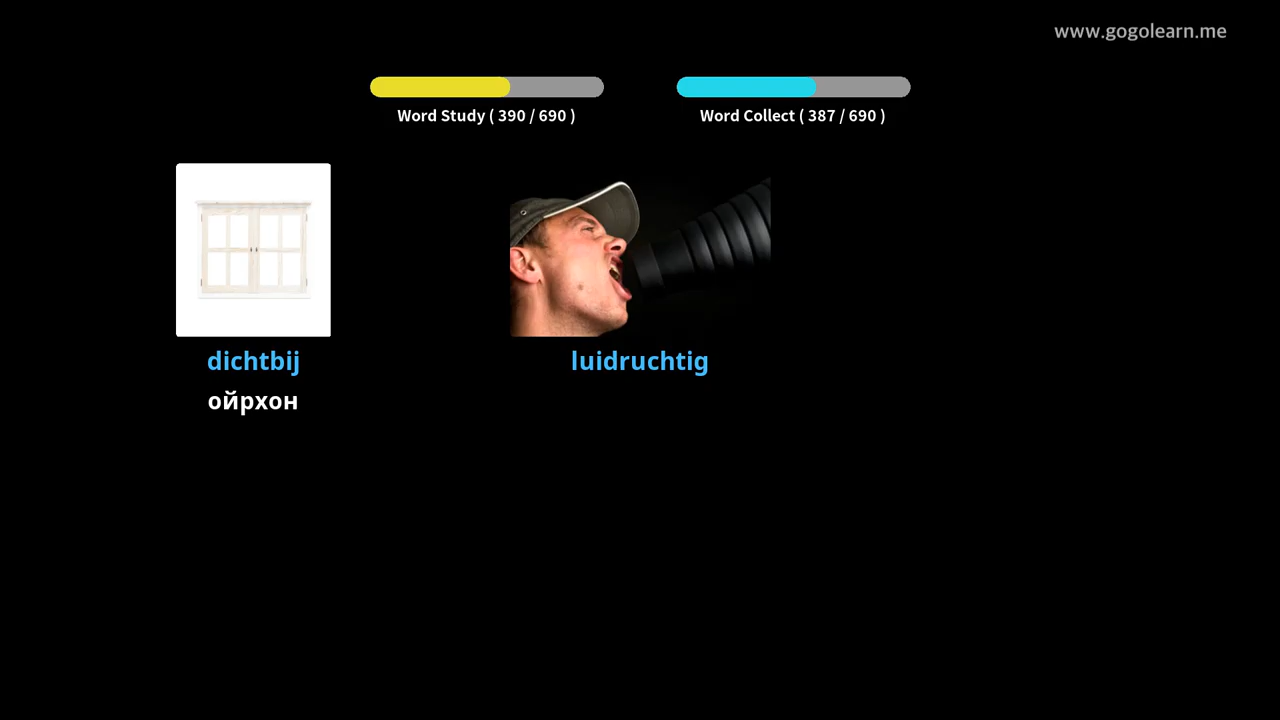 www.gogolearn.me
Word Study ( 390 / 690 )
Word Collect ( 387 / 690 )
dichtbij
luidruchtig
ойрхон